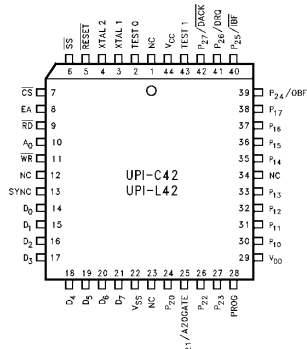 SS
RESET
XTAL 2
XTAL 1
TEST 0
NC
VCC
TEST 1
P27/DACK
P26/DRQ
P25/IBF
6
5
4
3
2
1
44
43
42
41
40
CS 7
EA 8
RD 9
A0 10
WR 11
NC 12
SYNC 13
D0 14
D1 15
D2 16
D3 17
UPI-C42
UPI-L42
39 P24/OBF
38 P17
37 P16
36 P15
35 P14
34 NC
33 P13
32 P12
31 P11
30 P10
29 VDD
18
19
20
21
22
23
24
25
26
27
28
D4
D5
D6
D7
VSS
NC
P20
21/A2DGATE
P22
P23
PROG